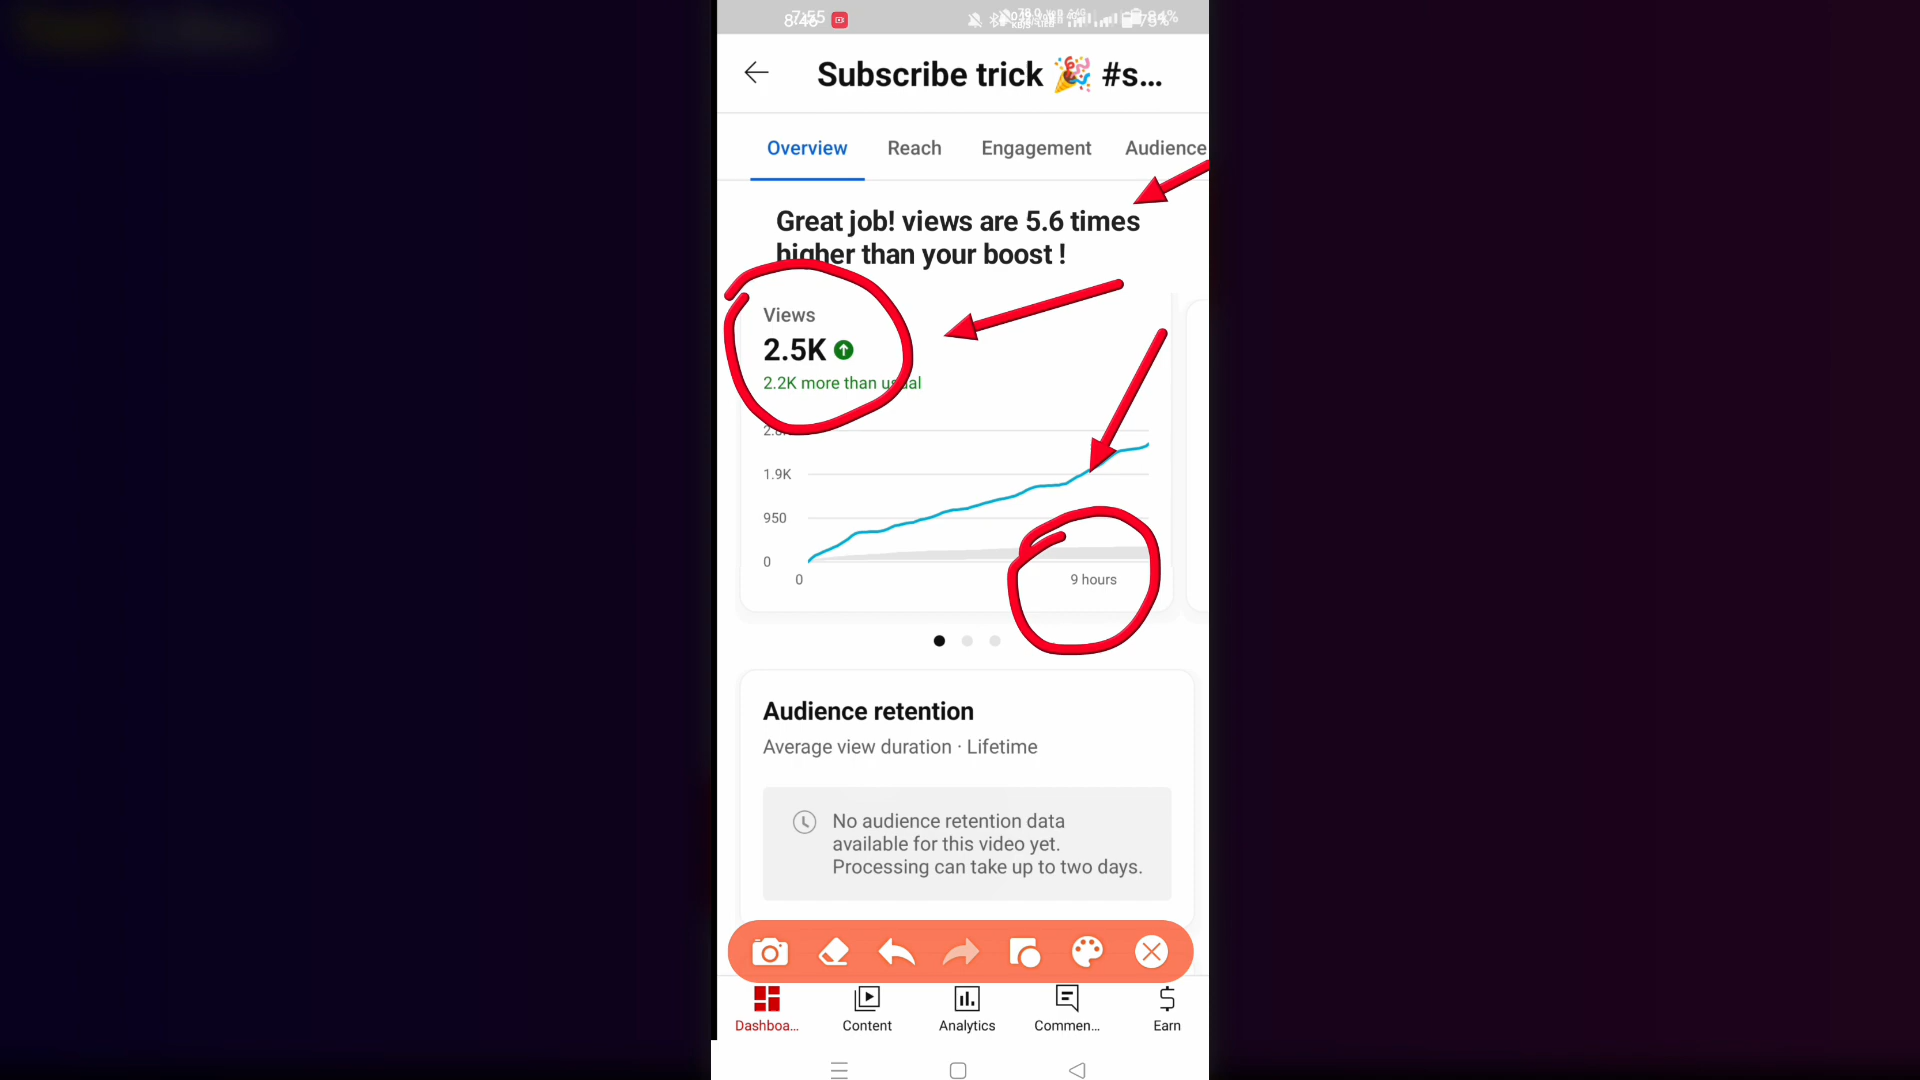 Subscribe trick 🎉 #s...
Overview Reach Engagement Audience
Great job! views are 5.6 times
higher than your boost !
Views
2.5K
2.2K more than usual
1.9K
950
0
0 9 hours
Audience retention
Average view duration · Lifetime
No audience retention data
available for this video yet.
Processing can take up to two days.
Dashboa... Content Analytics Commen... Earn